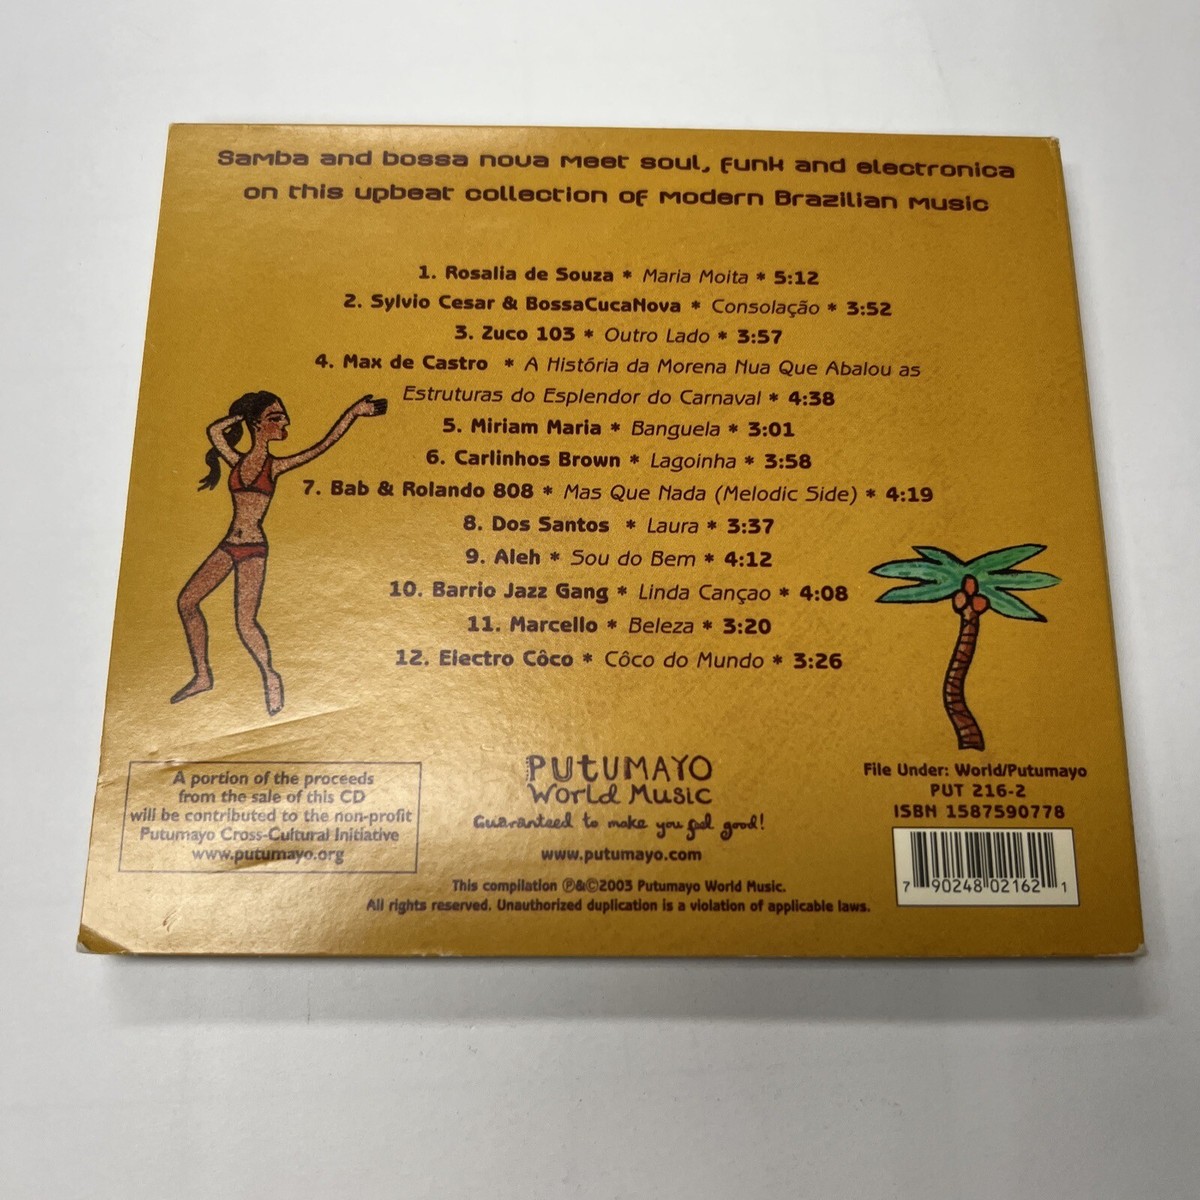 Samba and bossa nova meet soul, funk and electronica
on this upbeat collection of modern Brazilian music
1. Rosalia de Souza * Maria Moita * 5:12
2. Sylvio Cesar & BossaCucaNova * Consolação * 3:52
3. Zuco 103 * Outro Lado * 3:57
4. Max de Castro * A História da Morena Nua Que Abalou as
Estruturas do Esplendor do Carnaval * 4:38
5. Miriam Maria * Banguela * 3:01
6. Carlinhos Brown * Lagoinha * 3:58
7. Bab & Rolando 808 * Mas Que Nada (Melodic Side) * 4:19
8. Dos Santos * Laura * 3:37
9. Aleh * Sou do Bem * 4:12
10. Barrio Jazz Gang * Linda Cançao * 4:08
11. Marcello * Beleza * 3:20
12. Electro Côco * Côco do Mundo * 3:26
A portion of the proceeds
from the sale of this CD
will be contributed to the non-profit
Putumayo Cross-Cultural Initiative
www.putumayo.org
PUTUMAYO
World Music
Guaranteed to make you feel good!
www.putumayo.com
This compilation ℗&©2003 Putumayo World Music.
All rights reserved. Unauthorized duplication is a violation of applicable laws.
File Under: World/Putumayo
PUT 216-2
ISBN 1587590778
7 90248 02162 1